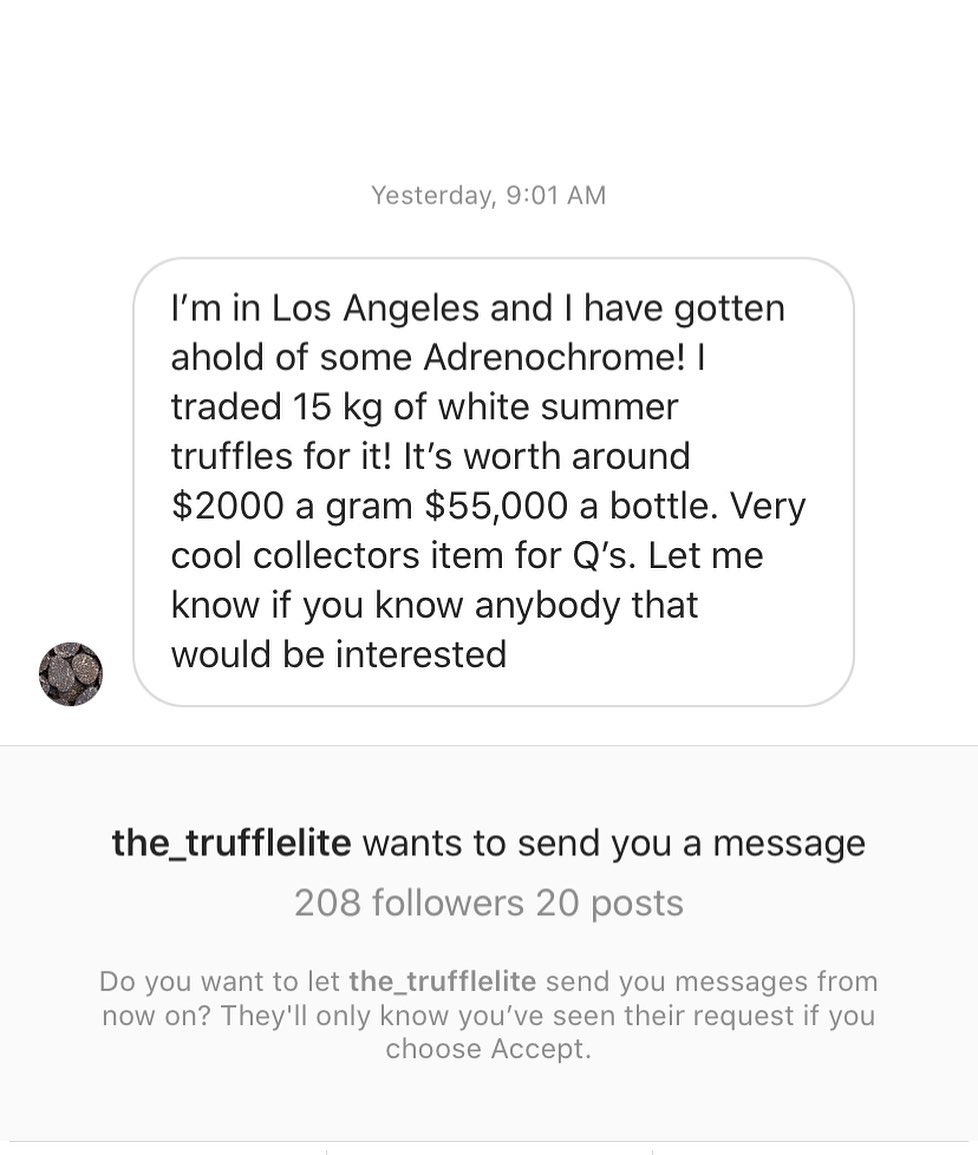 Yesterday, 9:01 AM
I’m in Los Angeles and I have gotten
ahold of some Adrenochrome! I
traded 15 kg of white summer
truffles for it! It’s worth around
$2000 a gram $55,000 a bottle. Very
cool collectors item for Q’s. Let me
know if you know anybody that
would be interested
the_trufflelite wants to send you a message
208 followers 20 posts
Do you want to let the_trufflelite send you messages from
now on? They'll only know you’ve seen their request if you
choose Accept.